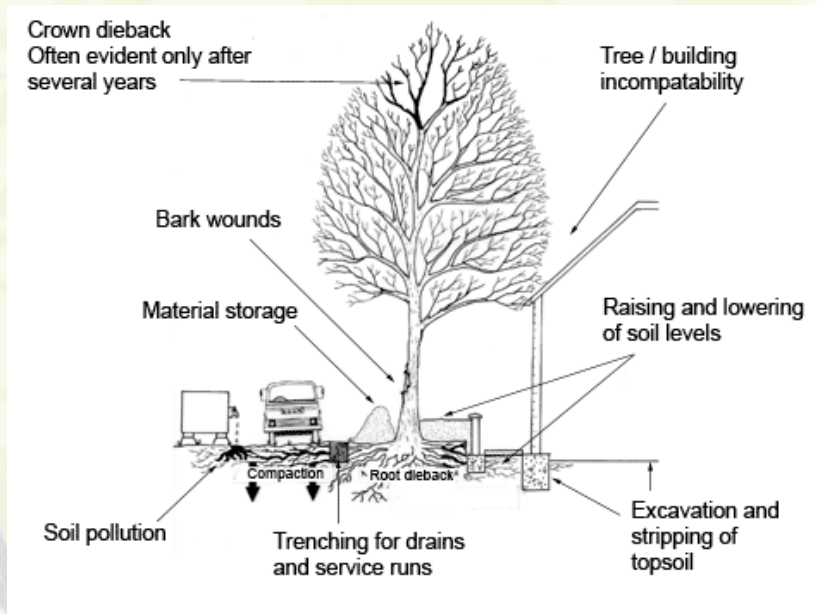 Crown dieback
Often evident only after
several years
Tree / building
incompatability
Bark wounds
Material storage
Raising and lowering
of soil levels
Compaction
Root dieback
Soil pollution
Trenching for drains
and service runs
Excavation and
stripping of
topsoil